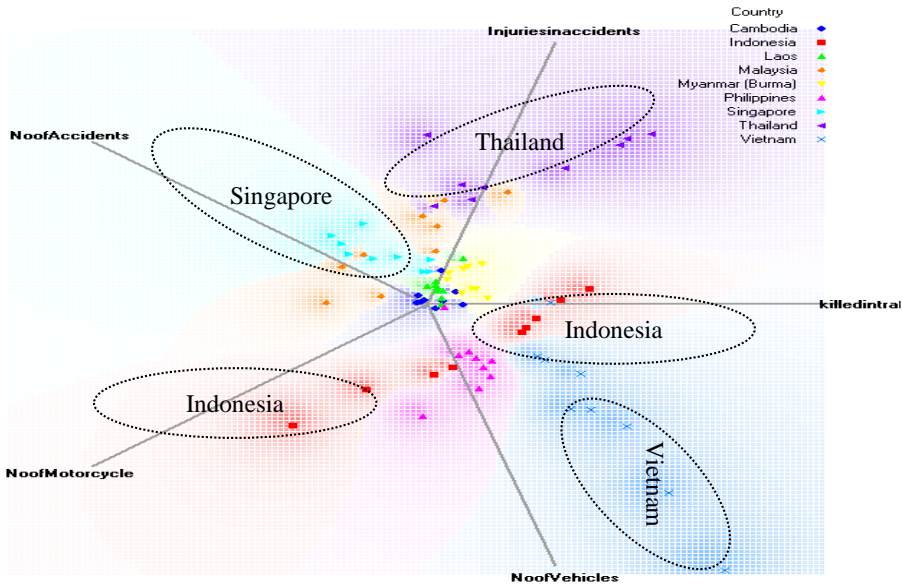 Country
Cambodia
Indonesia
Laos
Malaysia
Myanmar (Burma)
Philippines
Singapore
Thailand
Vietnam
Injuriesinaccidents
NoofAccidents
Thailand
Singapore
killedintral
Indonesia
Indonesia
Vietnam
NoofMotorcycle
NoofVehicles